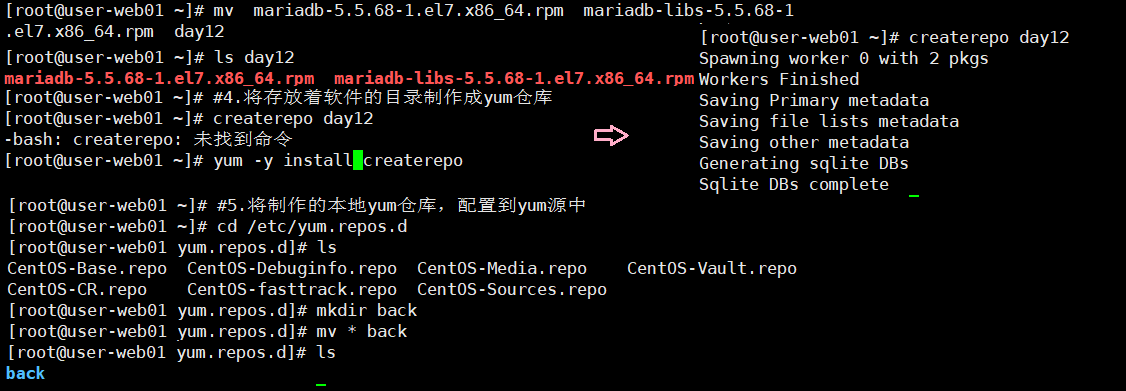 [root@user-web01 ~]# mv  mariadb-5.5.68-1.el7.x86_64.rpm  mariadb-libs-5.5.68-1
.el7.x86_64.rpm  day12
[root@user-web01 ~]# ls day12
mariadb-5.5.68-1.el7.x86_64.rpm  mariadb-libs-5.5.68-1.el7.x86_64.rpm
[root@user-web01 ~]# #4.将存放着软件的目录制作成yum仓库
[root@user-web01 ~]# createrepo day12
-bash: createrepo: 未找到命令
[root@user-web01 ~]# yum -y install createrepo
[root@user-web01 ~]# createrepo day12
Spawning worker 0 with 2 pkgs
Workers Finished
Saving Primary metadata
Saving file lists metadata
Saving other metadata
Generating sqlite DBs
Sqlite DBs complete
[root@user-web01 ~]# #5.将制作的本地yum仓库，配置到yum源中
[root@user-web01 ~]# cd /etc/yum.repos.d
[root@user-web01 yum.repos.d]# ls
CentOS-Base.repo  CentOS-Debuginfo.repo  CentOS-Media.repo    CentOS-Vault.repo
CentOS-CR.repo    CentOS-fasttrack.repo  CentOS-Sources.repo
[root@user-web01 yum.repos.d]# mkdir back
[root@user-web01 yum.repos.d]# mv * back
[root@user-web01 yum.repos.d]# ls
back